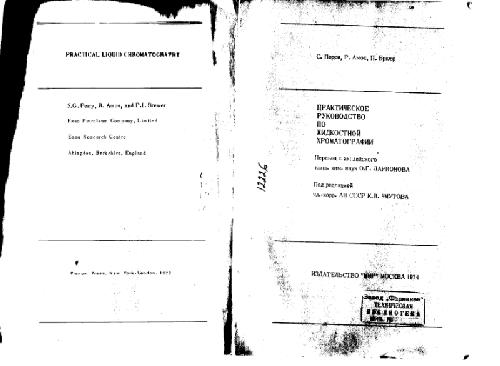 PRACTICAL LIQUID CHROMATOGRAPHY
S.G. Perry, R. Amos, and P.I. Brewer
Esso Petroleum Company, Limited
Esso Research Centre
Abingdon, Berkshire, England
Plenum Press, New York-London, 1972
С. Перри, Р. Амос, П. Брюер
ПРАКТИЧЕСКОЕ
РУКОВОДСТВО
ПО
ЖИДКОСТНОЙ
ХРОМАТОГРАФИИ
Перевод с английского
канд. хим. наук О.Г. ЛАРИОНОВА
Под редакцией
чл.-корр. АН СССР К.В. ЧМУТОВА
12226
ИЗДАТЕЛЬСТВО "МИР" МОСКВА 1974
Завод
ТЕХНИЧЕСКАЯ
БИБЛИОТЕКА